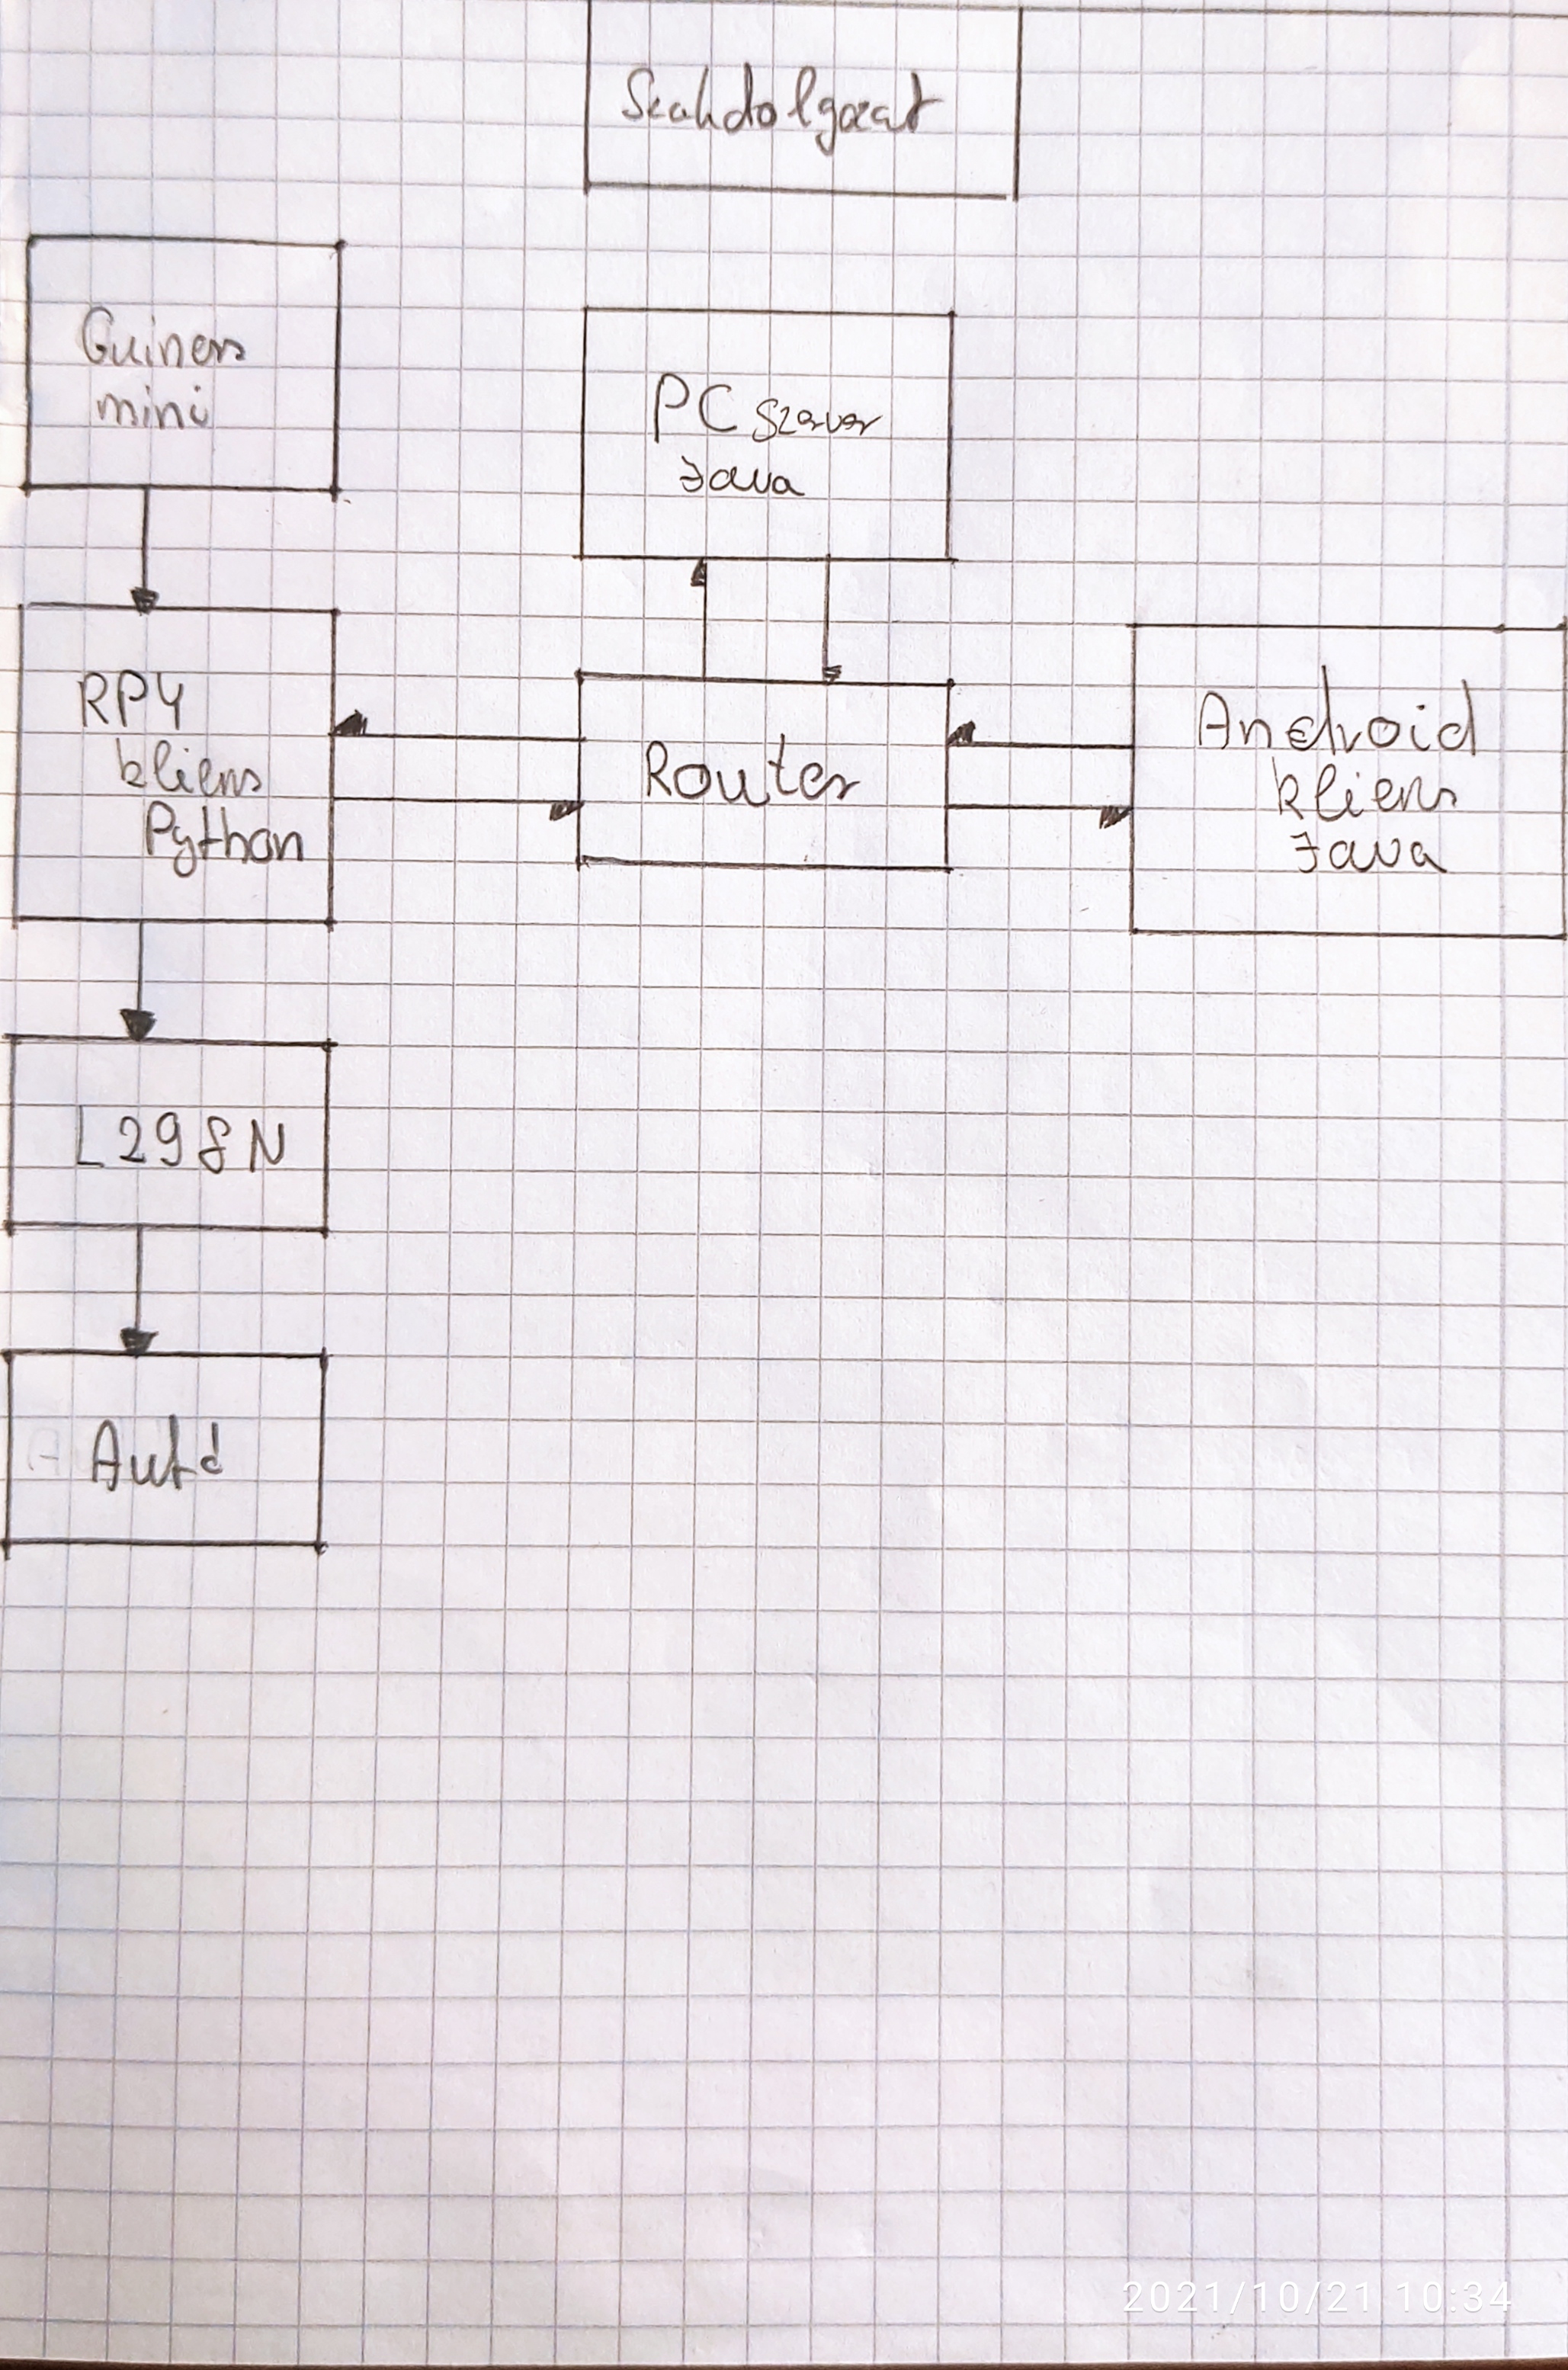 Szakdolgozat
Guiners
mini
PC szerver
Java
RP4
kliens
Python
Router
Android
kliens
Java
L298N
Autó
2021/10/21 10:34